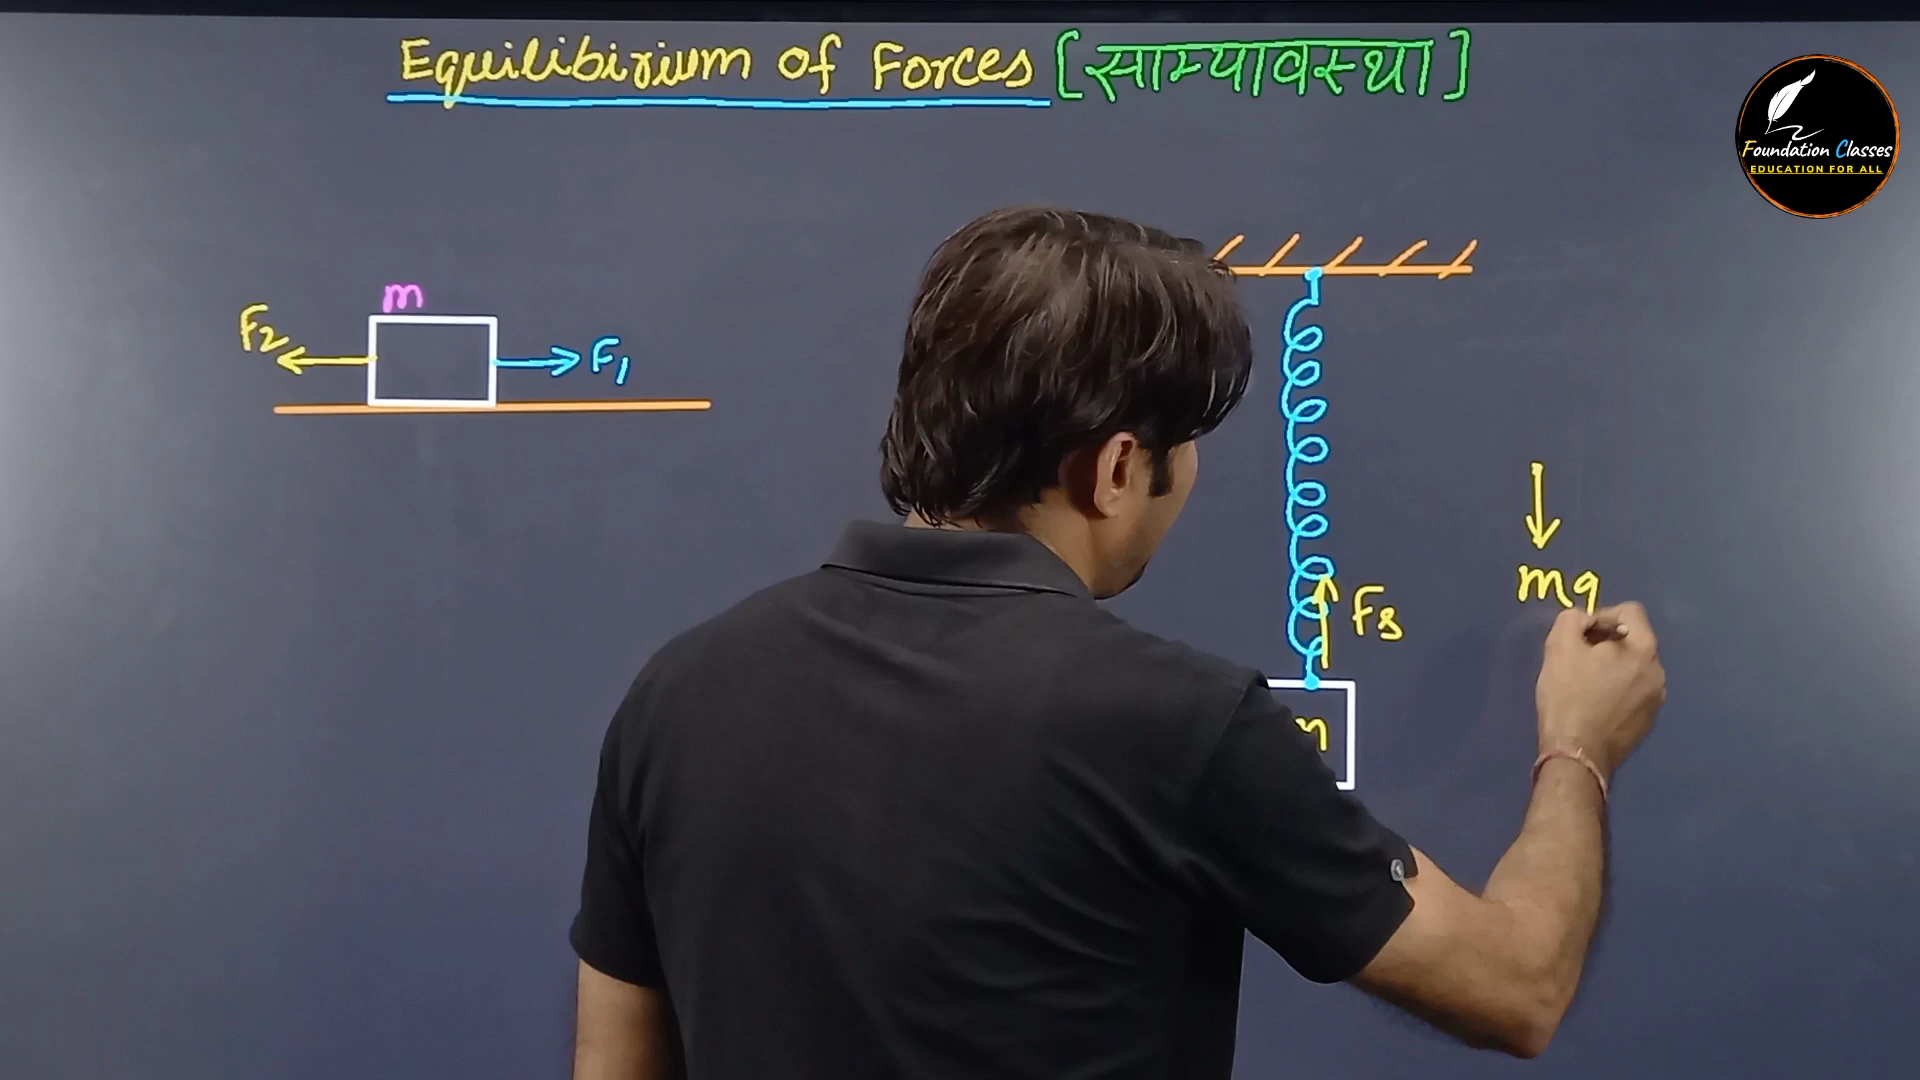 Equilibirium of Forces [साम्यावस्था]
Foundation Classes
EDUCATION FOR ALL
m
F2
F1
mg
Fs
m